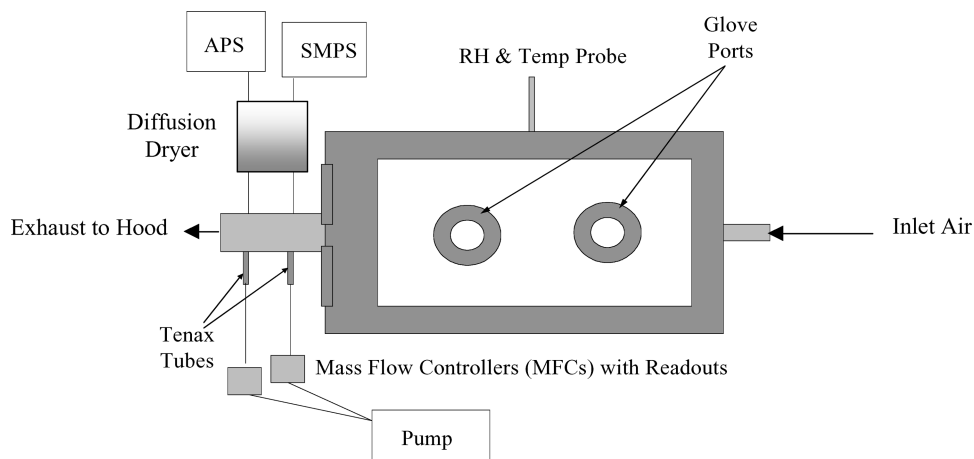 APS
SMPS
RH & Temp Probe
Glove
Ports
Diffusion
Dryer
Exhaust to Hood
Inlet Air
Tenax
Tubes
Mass Flow Controllers (MFCs) with Readouts
Pump